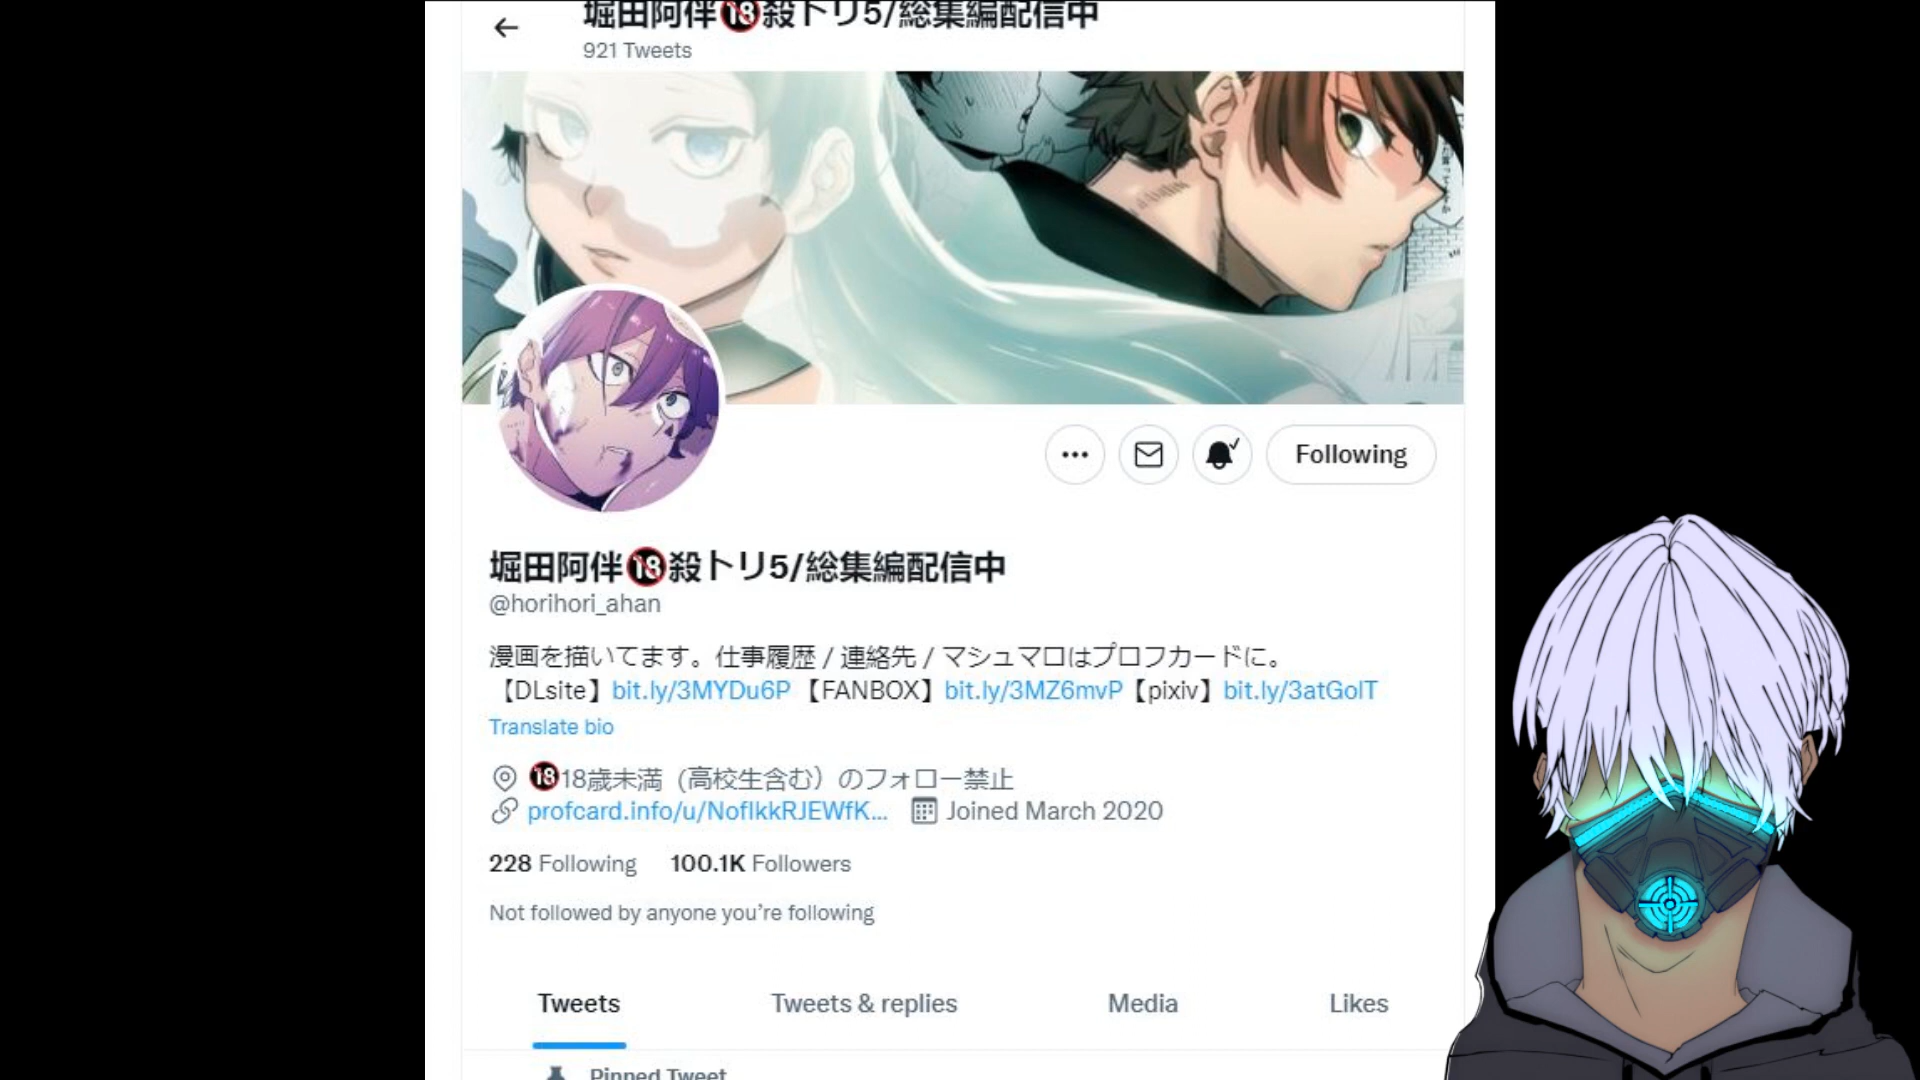 堀田阿伴🔞殺トリ5/総集編配信中
921 Tweets
Following
堀田阿伴🔞殺トリ5/総集編配信中
@horihori_ahan
漫画を描いてます。仕事履歴 / 連絡先 / マシュマロはプロフカードに。
【DLsite】bit.ly/3MYDu6P 【FANBOX】bit.ly/3MZ6mvP【pixiv】bit.ly/3atGoIT
Translate bio
🔞18歳未満（高校生含む）のフォロー禁止
profcard.info/u/NoflkkRJEWfK… Joined March 2020
228 Following 100.1K Followers
Not followed by anyone you’re following
Tweets Tweets & replies Media Likes
Pinned Tweet